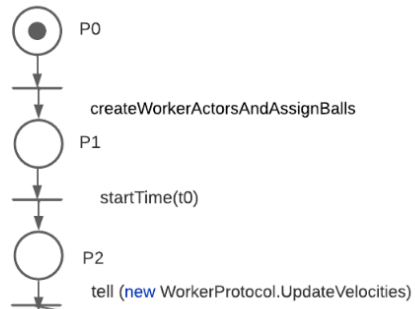 P0
createWorkerActorsAndAssignBalls
P1
startTime(t0)
P2
tell (new WorkerProtocol.UpdateVelocities)